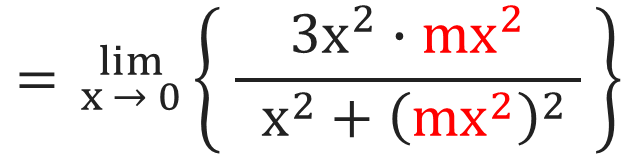 = lim x → 0 { 3x² · mx² / x² + (mx²)² }